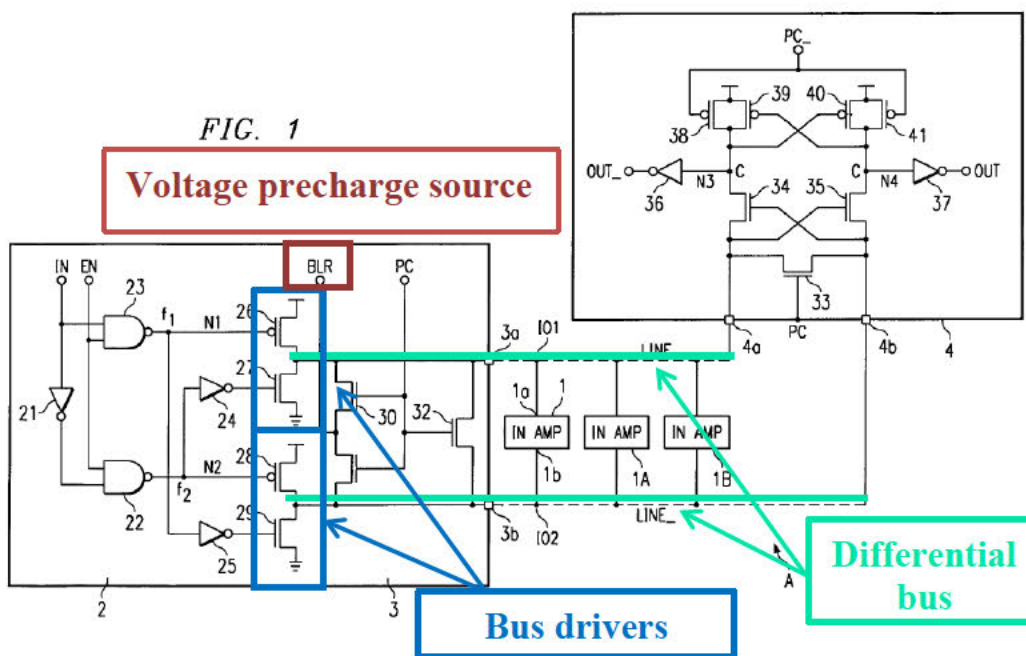 PC_
39
40
38
41
FIG. 1
Voltage precharge source
OUT_
N3
C
C
N4
OUT
36
34
35
37
IN
EN
BLR
PC
23
f1
N1
26
33
3a
IO1
LINE
4a
PC
4b
4
27
21
24
30
32
1a
1
IN AMP
IN AMP
IN AMP
1b
1A
1B
N2
28
f2
22
29
LINE_
25
3b
IO2
A
Differential
bus
2
3
Bus drivers